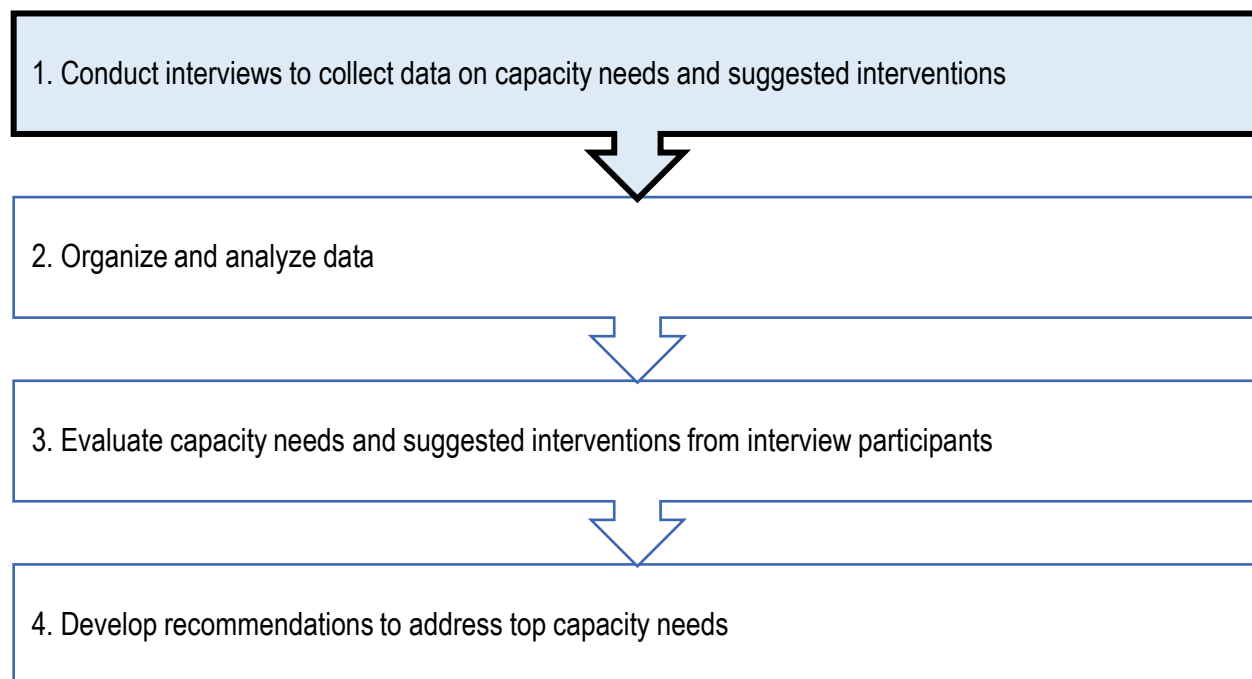 1. Conduct interviews to collect data on capacity needs and suggested interventions
2. Organize and analyze data
3. Evaluate capacity needs and suggested interventions from interview participants
4. Develop recommendations to address top capacity needs